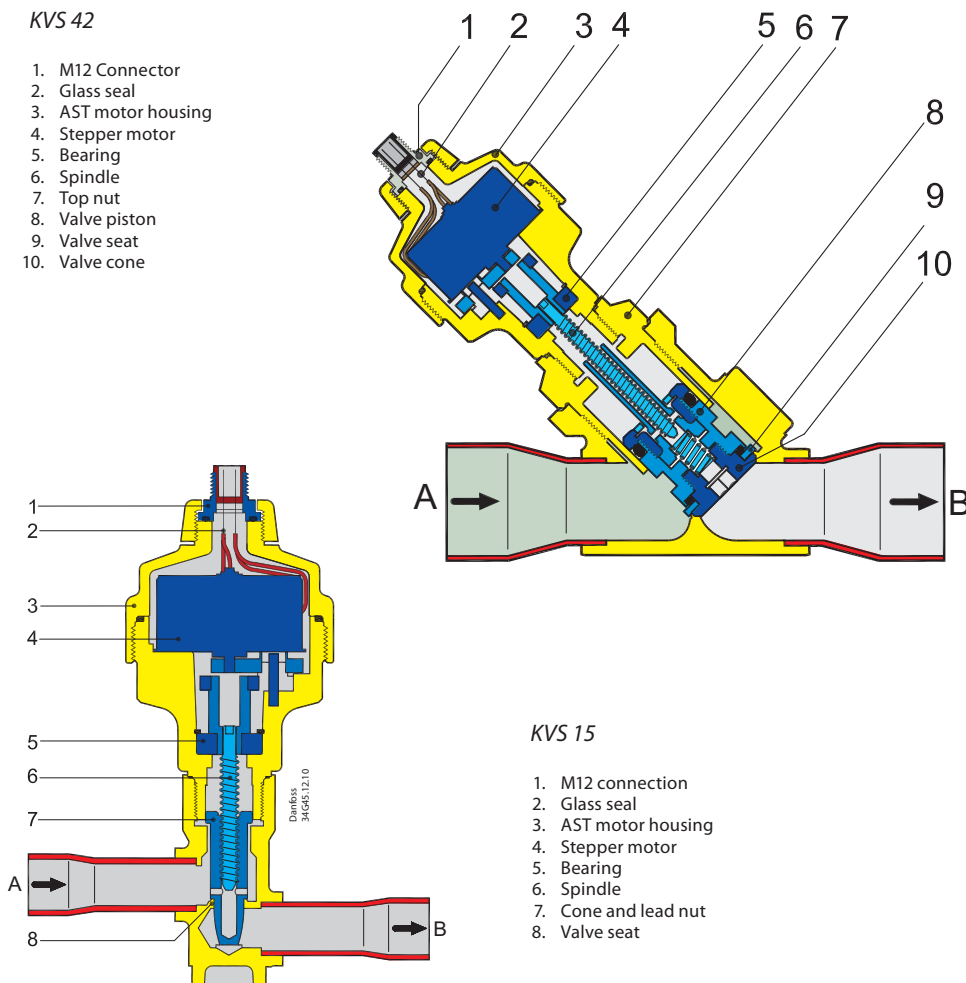 KVS 42
1. M12 Connector
2. Glass seal
3. AST motor housing
4. Stepper motor
5. Bearing
6. Spindle
7. Top nut
8. Valve piston
9. Valve seat
10. Valve cone
1 2 3 4 5 6 7
8
9
10
A
B
1
2
3
4
5
6
7
A
B
8
Danfoss
34G45.12.10
KVS 15
1. M12 connection
2. Glass seal
3. AST motor housing
4. Stepper motor
5. Bearing
6. Spindle
7. Cone and lead nut
8. Valve seat